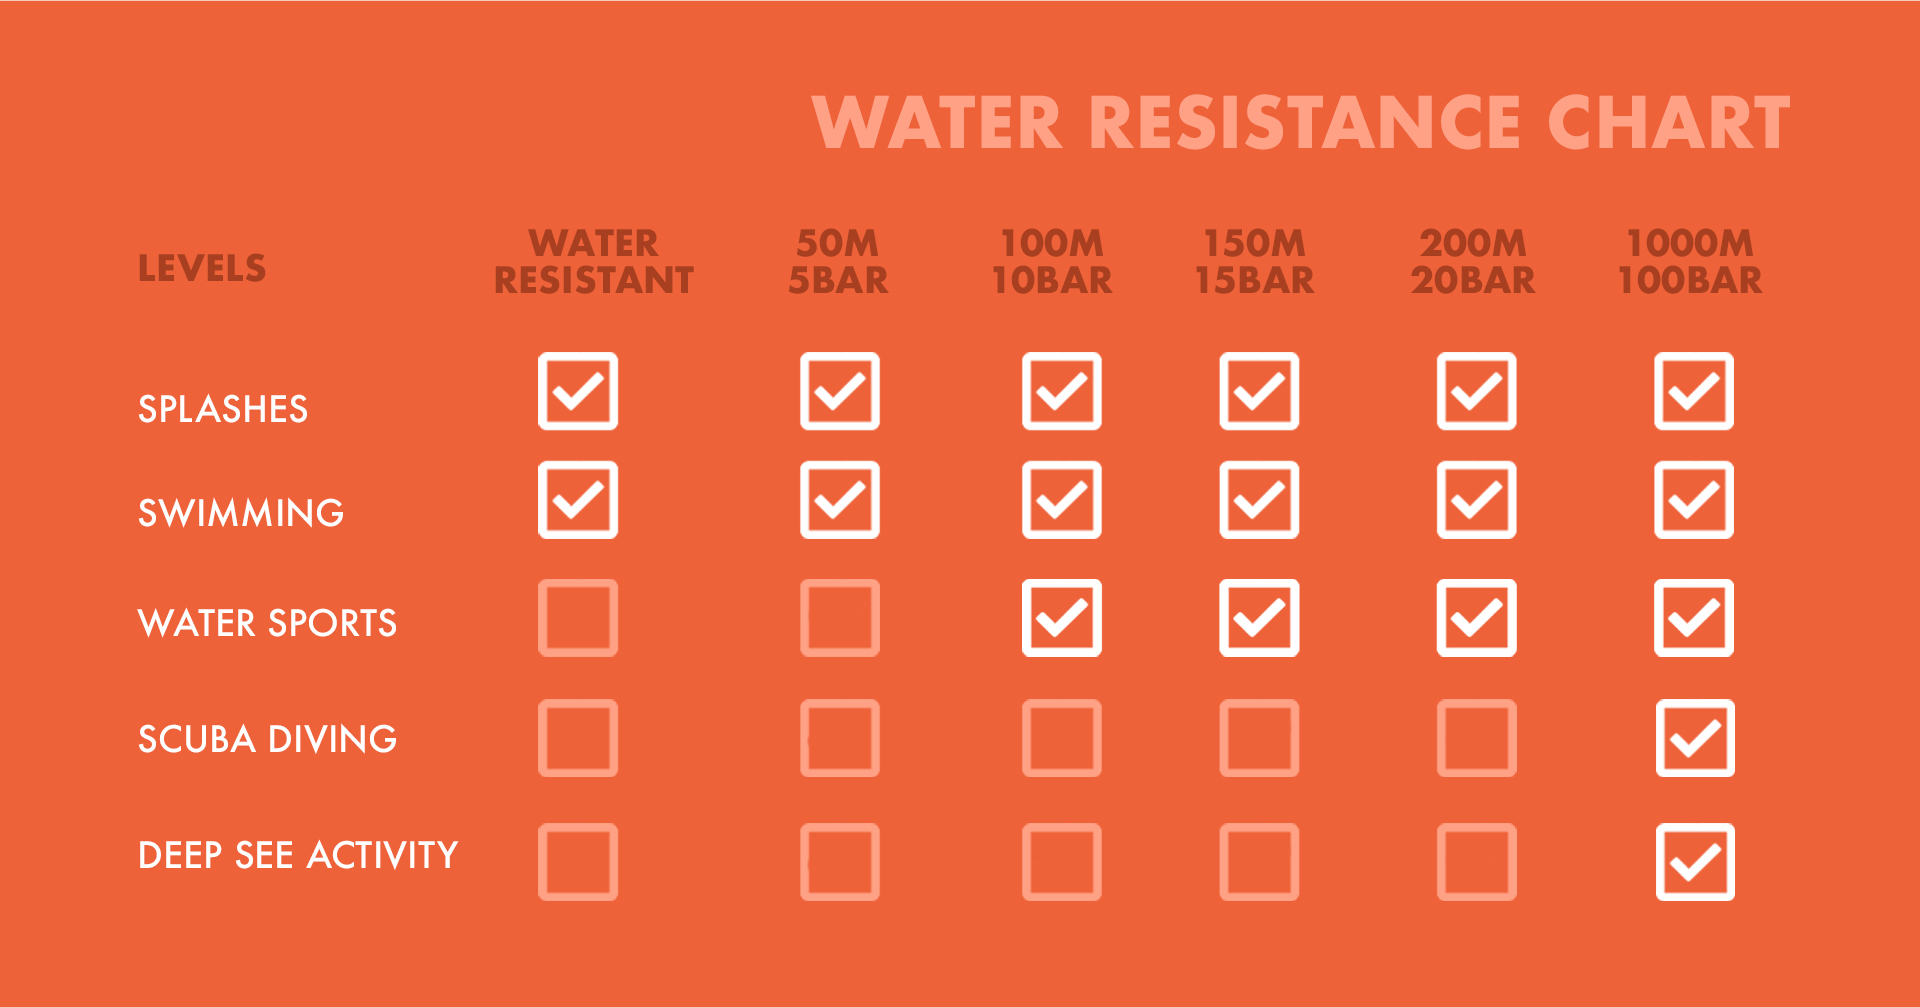 WATER RESISTANCE CHART
LEVELS
WATER
RESISTANT
50M
5BAR
100M
10BAR
150M
15BAR
200M
20BAR
1000M
100BAR
SPLASHES
SWIMMING
WATER SPORTS
SCUBA DIVING
DEEP SEE ACTIVITY